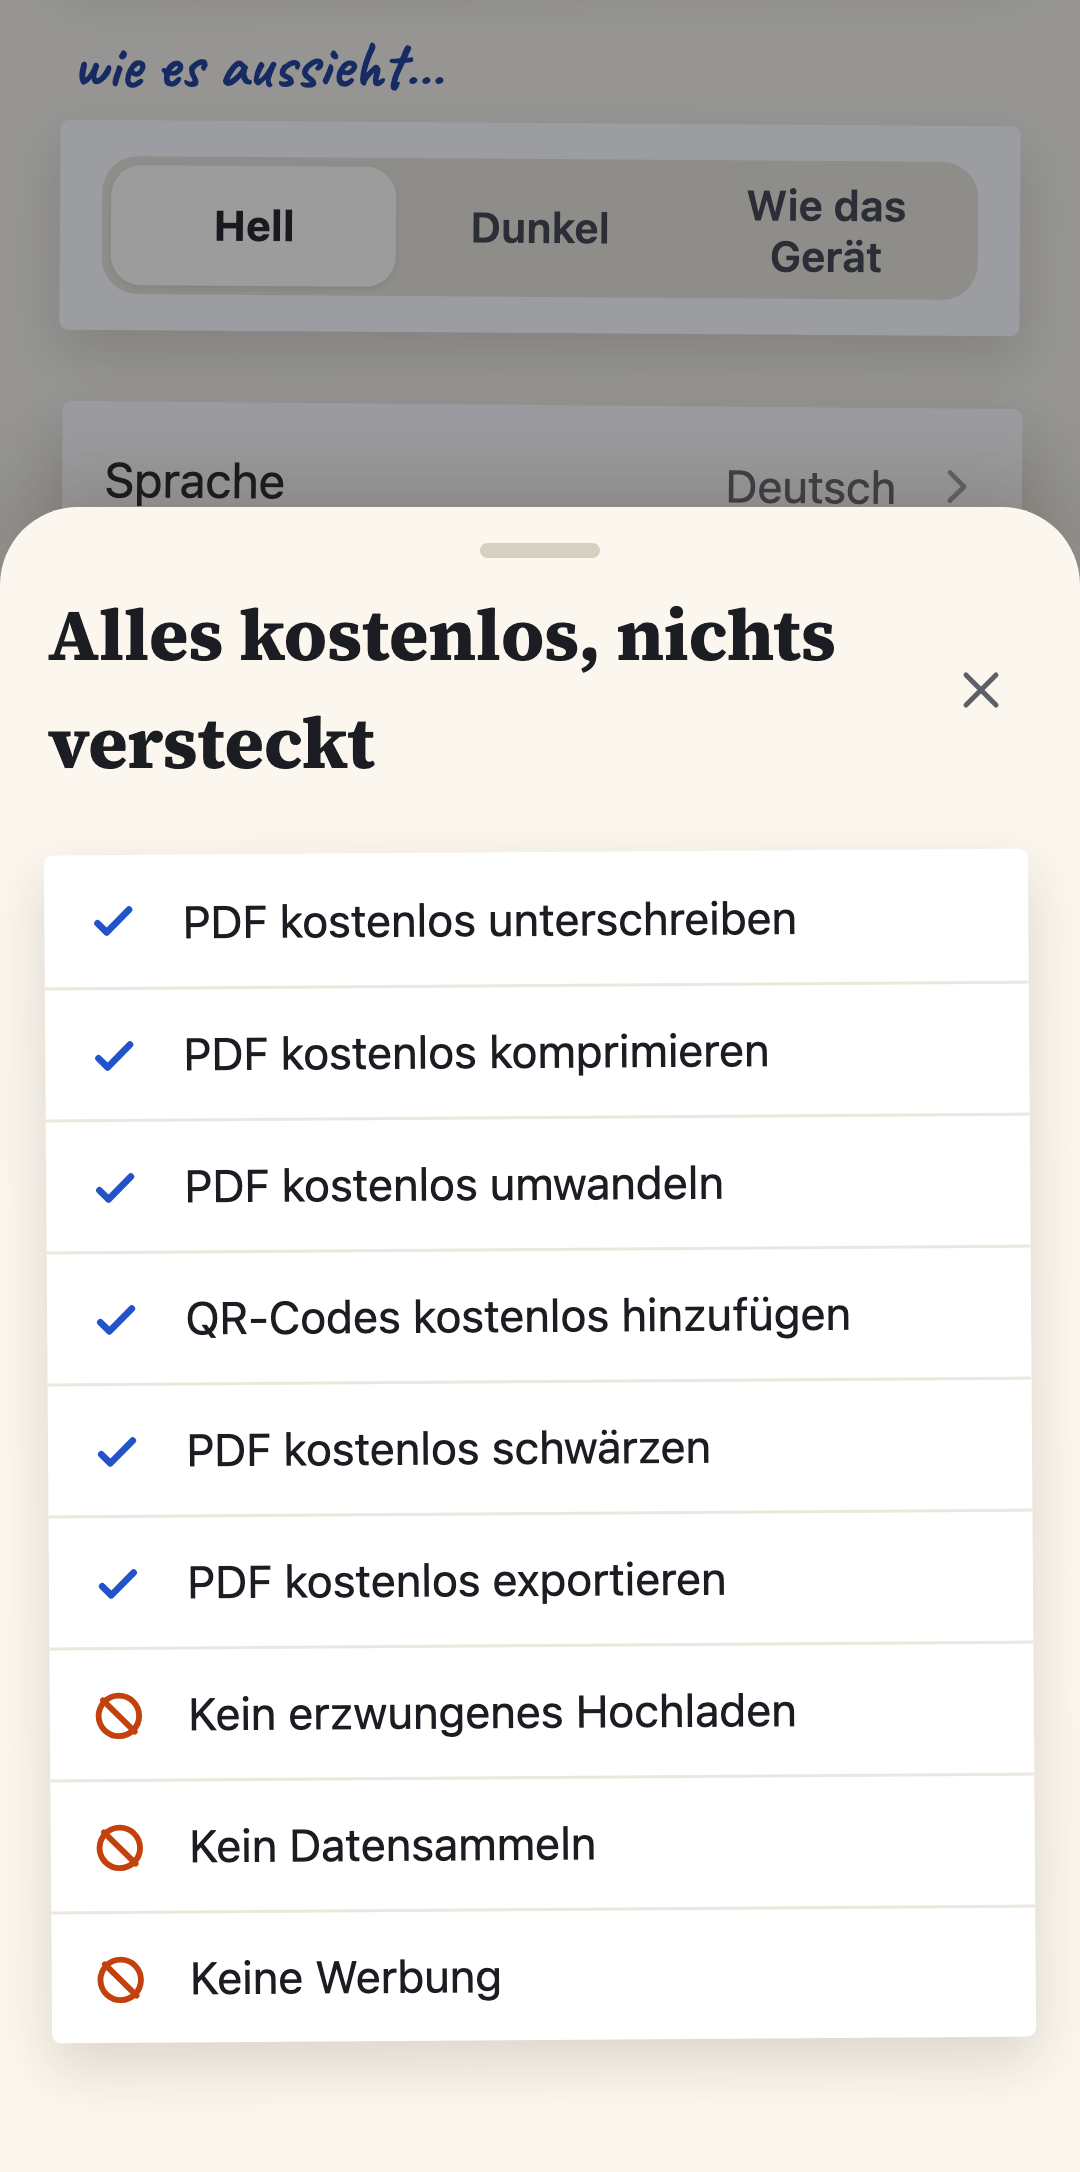 wie es aussieht...
Hell
Dunkel
Wie das
Gerät
Sprache
Deutsch
Alles kostenlos, nichts
versteckt
PDF kostenlos unterschreiben
PDF kostenlos komprimieren
PDF kostenlos umwandeln
QR-Codes kostenlos hinzufügen
PDF kostenlos schwärzen
PDF kostenlos exportieren
Kein erzwungenes Hochladen
Kein Datensammeln
Keine Werbung